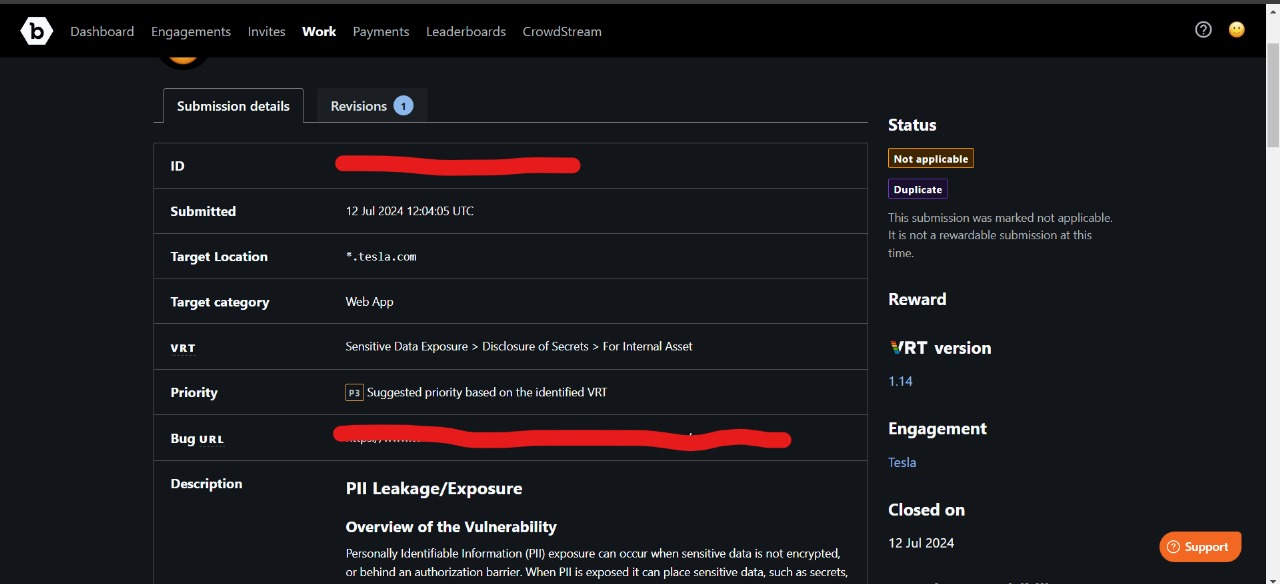 b Dashboard Engagements Invites Work Payments Leaderboards CrowdStream
Submission details Revisions 1
ID
Submitted 12 Jul 2024 12:04:05 UTC
Target Location *.tesla.com
Target category Web App
VRT Sensitive Data Exposure > Disclosure of Secrets > For Internal Asset
Priority P3 Suggested priority based on the identified VRT
Bug URL
Description PII Leakage/Exposure
Overview of the Vulnerability
Personally Identifiable Information (PII) exposure can occur when sensitive data is not encrypted,
or behind an authorization barrier. When PII is exposed it can place sensitive data, such as secrets,
Status
Not applicable
Duplicate
This submission was marked not applicable.
It is not a rewardable submission at this
time.
Reward
VRT version
1.14
Engagement
Tesla
Closed on
12 Jul 2024
Support